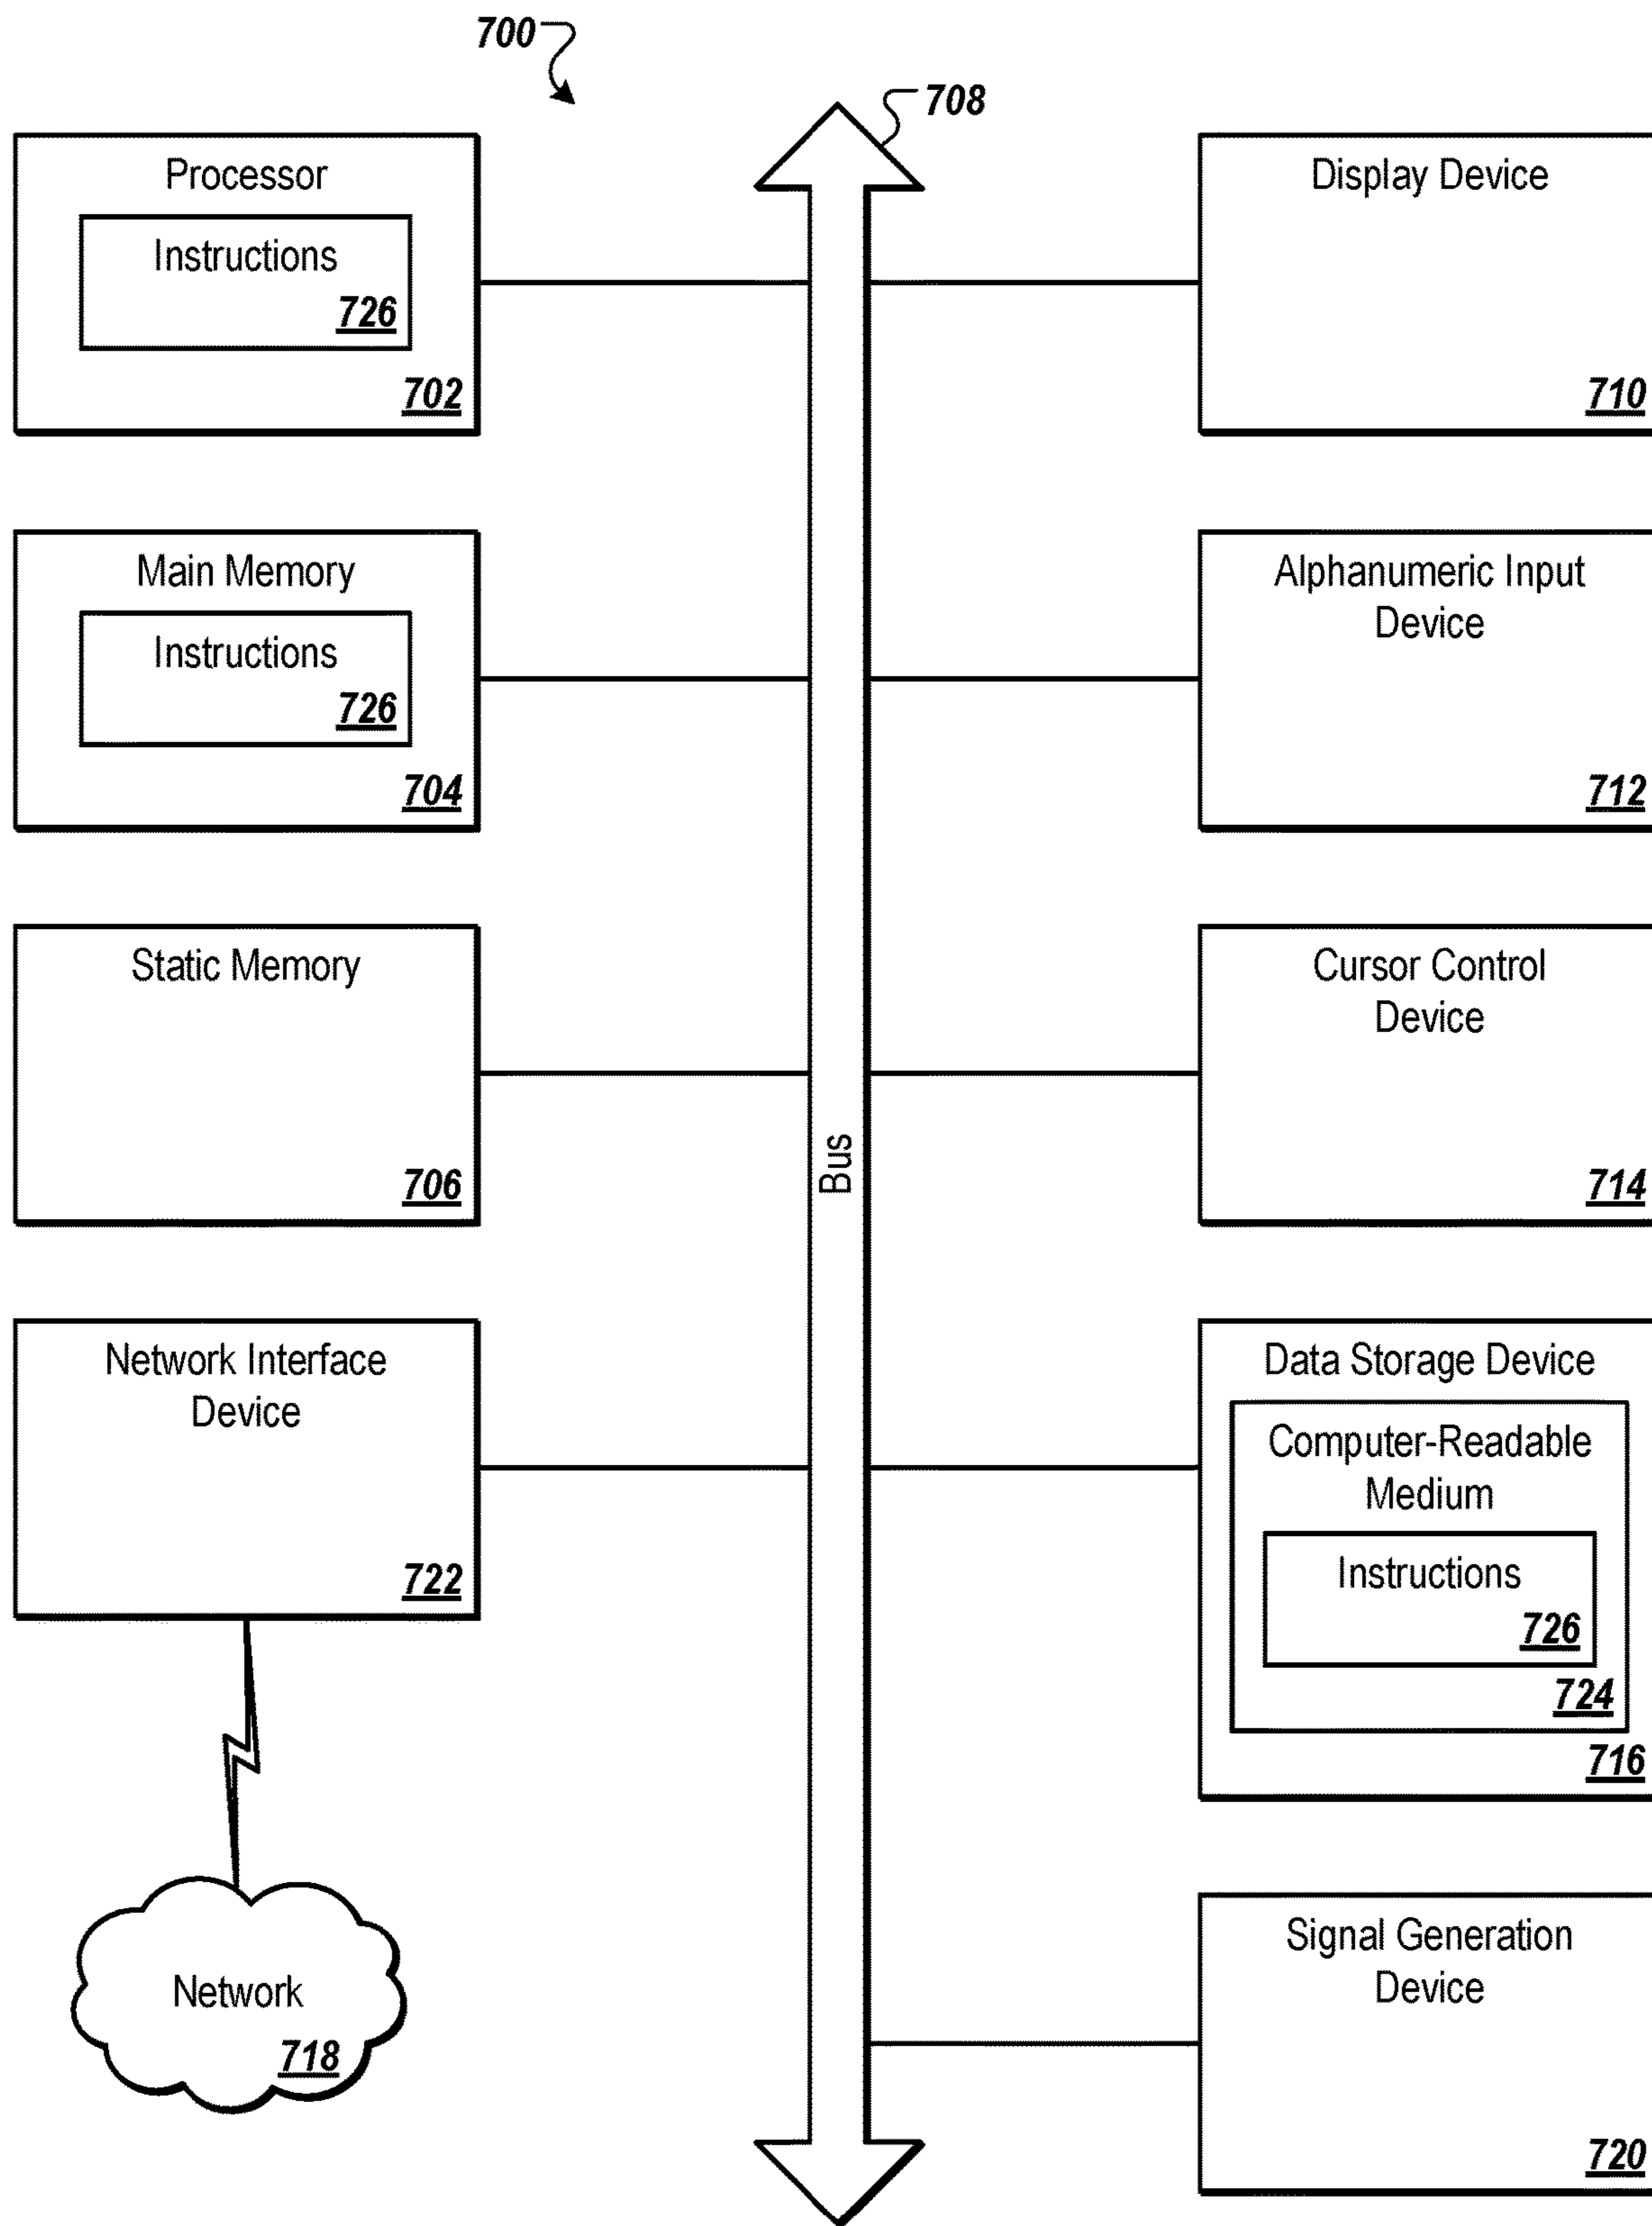 700
708
Processor
Instructions
726
702
Display Device
710
Main Memory
Instructions
726
704
Alphanumeric Input
Device
712
Static Memory
706
Cursor Control
Device
714
Bus
Network Interface
Device
722
Data Storage Device
Computer-Readable
Medium
Instructions
726
724
716
Network
718
Signal Generation
Device
720